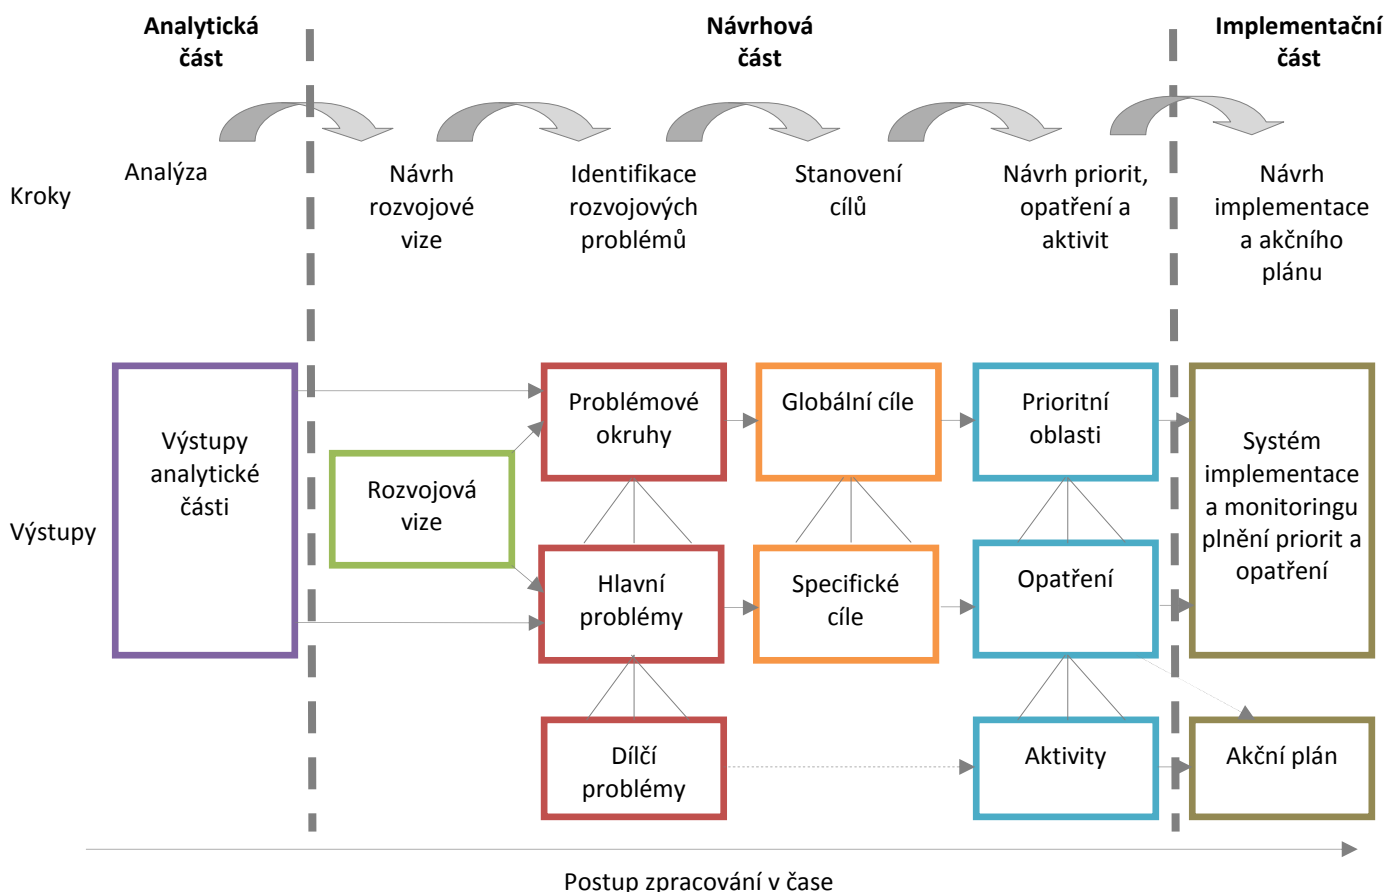 Analytická
část
Návrhová
část
Implementační
část
Kroky
Analýza
Návrh
rozvojové
vize
Identifikace
rozvojových
problémů
Stanovení
cílů
Návrh priorit,
opatření a
aktivit
Návrh
implementace
a akčního
plánu
Výstupy
Výstupy
analytické
části
Rozvojová
vize
Problémové
okruhy
Globální cíle
Prioritní
oblasti
Hlavní
problémy
Specifické
cíle
Opatření
Systém
implementace
a monitoringu
plnění priorit a
opatření
Dílčí
problémy
Aktivity
Akční plán
Postup zpracování v čase